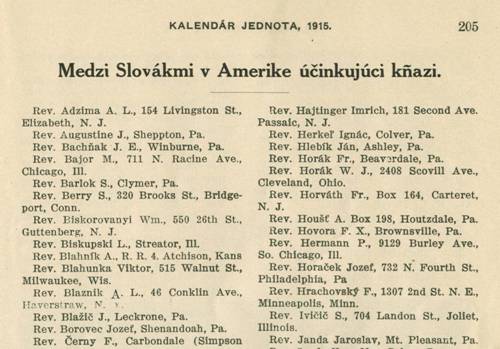 KALENDÁR JEDNOTA, 1915.
205
Medzi Slovákmi v Amerike účinkujúci kňazi.
Rev. Adzima A. L., 154 Livingston St.,
Elizabeth, N. J.
Rev. Augustine J., Sheppton, Pa.
Rev. Bachňak J. E., Winburne, Pa.
Rev. Bajor M., 711 N. Racine Ave.,
Chicago, Ill.
Rev. Barlok S., Clymer, Pa.
Rev. Berry S., 320 Brooks St., Bridge-
port, Conn.
Rev. Biskorovanyi Wm., 550 26th St.,
Guttenberg, N. J.
Rev. Biskupski L., Streator, Ill.
Rev. Blahník A., R. R. 4. Atchison, Kans
Rev. Blahunka Viktor, 515 Walnut St.,
Milwaukee, Wis.
Rev. Blaznik A. L., 46 Conklin Ave.,
Haverstraw, N. Y.
Rev. Blažič J., Leckrone, Pa.
Rev. Borovec Jozef, Shenandoah, Pa.
Rev. Černy F., Carbondale (Simpson
Rev. Hajtinger Imrich, 181 Second Ave.
Passaic, N. J.
Rev. Herkeľ Ignác, Colver, Pa.
Rev. Hlebík Ján, Ashley, Pa.
Rev. Horák Fr., Beaverdale, Pa.
Rev. Horák W. J., 2408 Scovill Ave.,
Cleveland, Ohio.
Rev. Horváth Fr., Box 164, Carteret,
N. J.
Rev. Houšť A. Box 198, Houtzdale, Pa.
Rev. Hovora F. X., Brownsville, Pa.
Rev. Hermann P., 9129 Burley Ave.,
So. Chicago, Ill.
Rev. Horaček Jozef, 732 N. Fourth St.,
Philadelphia, Pa
Rev. Hrachovský F., 1307 2nd St. N. E.,
Minneapolis, Minn.
Rev. Ivičič S., 704 Landon St., Joliet,
Illinois.
Rev. Janda Jaroslav, Mt. Pleasant, Pa.